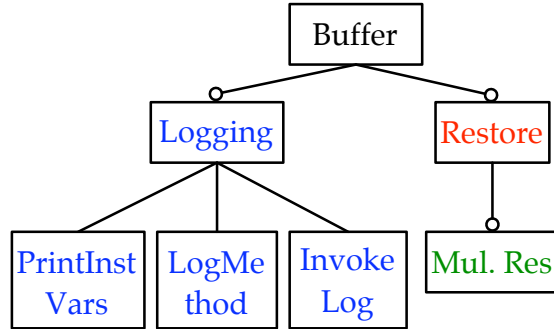 Buffer
Logging
Restore
PrintInst
Vars
LogMe
thod
Invoke
Log
Mul. Res